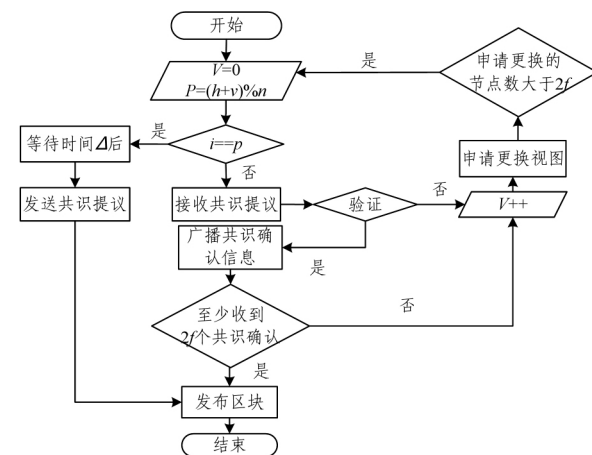 开始
V=0
P=(h+v)%n
是
申请更换的
节点数大于2f
等待时间Δ后
是
i==p
否
申请更换视图
发送共识提议
接收共识提议
验证
否
V++
广播共识确
认信息
是
至少收到
2f个共识确认
否
是
发布区块
结束